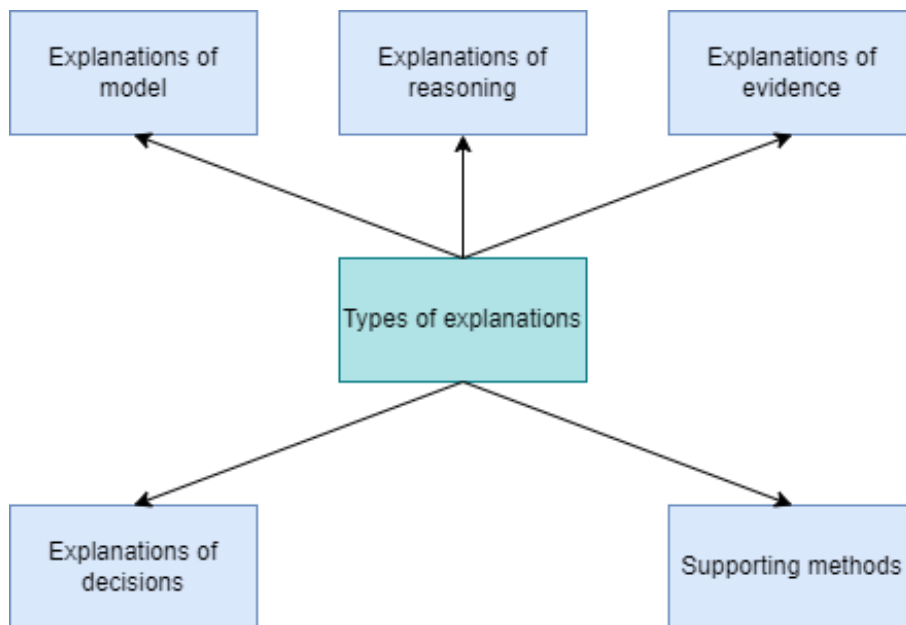 Explanations of
model
Explanations of
reasoning
Explanations of
evidence
Types of explanations
Explanations of
decisions
Supporting methods